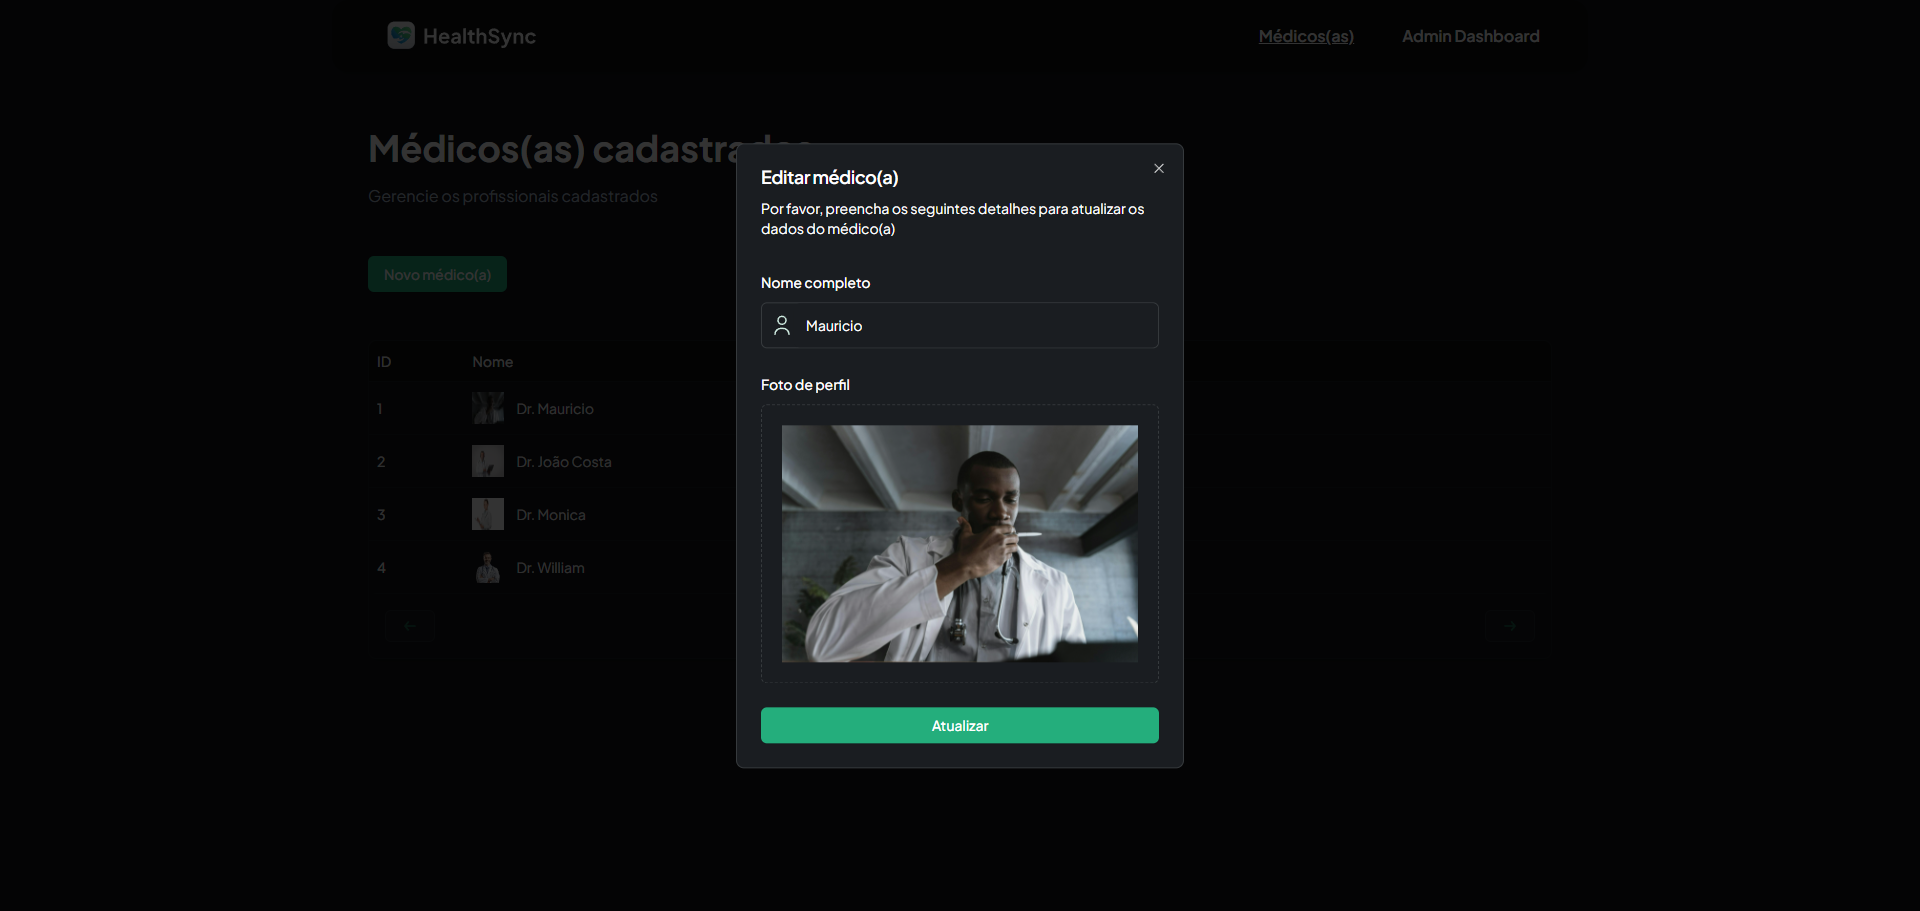 HealthSync
Médicos(as)
Admin Dashboard
Médicos(as) cadastrados
Gerencie os profissionais cadastrados
Novo médico(a)
ID
Nome
1
Dr. Mauricio
2
Dr. João Costa
3
Dr. Monica
4
Dr. William
Editar médico(a)
Por favor, preencha os seguintes detalhes para atualizar os
dados do médico(a)
Nome completo
Mauricio
Foto de perfil
Atualizar